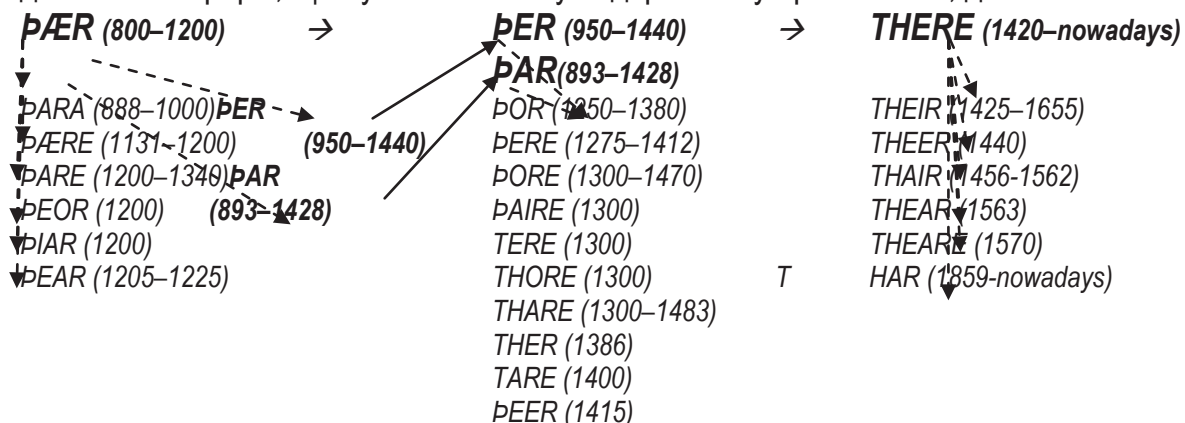 ÞÆR (800–1200) → ÞER (950–1440) → THERE (1420–nowadays)
ÞAR(893–1428)
ÞARA (888–1000)ÞER ÞOR (1250–1380) THEIR (1425–1655)
ÞÆRE (1131–1200) (950–1440) ÞERE (1275–1412) THEER (1440)
ÞARE (1200–1340) ÞAR ÞORE (1300–1470) THAIR (1456-1562)
ÞEOR (1200) (893–1428) ÞAIRE (1300) THEAR (1563)
ÞIAR (1200) TERE (1300) THEARE (1570)
ÞEAR (1205–1225) THORE (1300) T HAR (1859-nowadays)
THARE (1300–1483)
THER (1386)
TARE (1400)
ÞEER (1415)